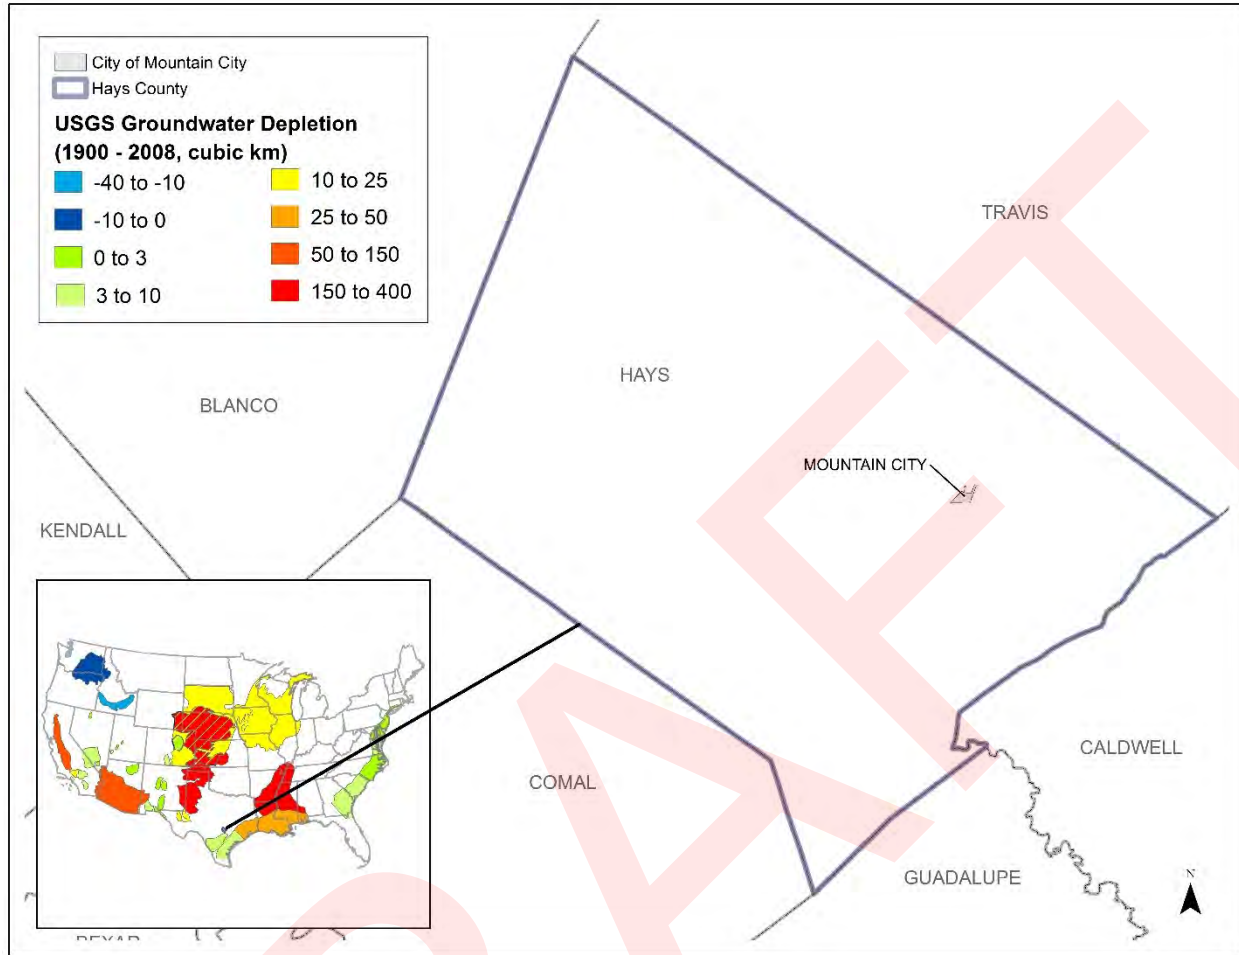 City of Mountain City
Hays County
USGS Groundwater Depletion
(1900 - 2008, cubic km)
-40 to -10
10 to 25
-10 to 0
25 to 50
0 to 3
50 to 150
3 to 10
150 to 400
TRAVIS
HAYS
BLANCO
MOUNTAIN CITY
KENDALL
CALDWELL
COMAL
GUADALUPE
N
BEXAR
DRAFT